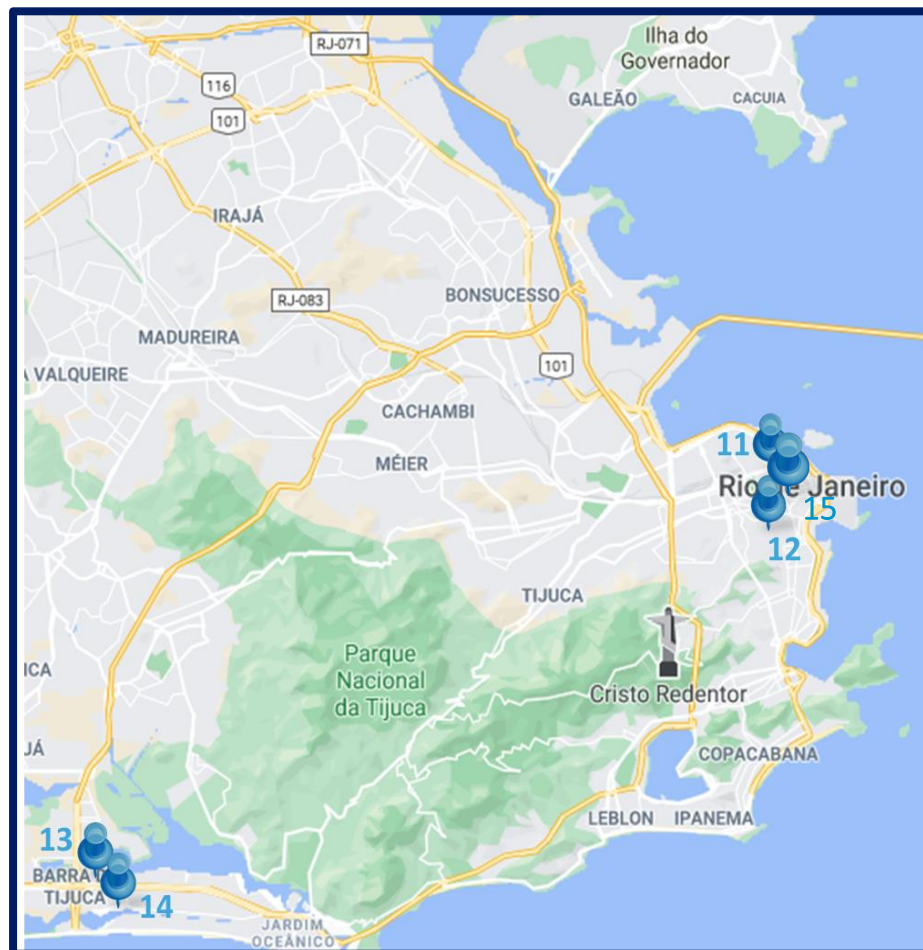 RJ-071
Ilha do
Governador
116
GALEÃO
CACUIA
101
IRAJÁ
BONSUCESSO
RJ-083
MADUREIRA
101
VALQUEIRE
CACHAMBI
11
MÉIER
Rio de Janeiro
15
12
TIJUCA
Parque
Nacional
da Tijuca
ICA
Cristo Redentor
JÁ
COPACABANA
LEBLON
IPANEMA
13
BARRA D
TIJUCA
14
JARDIM
OCEÂNICO